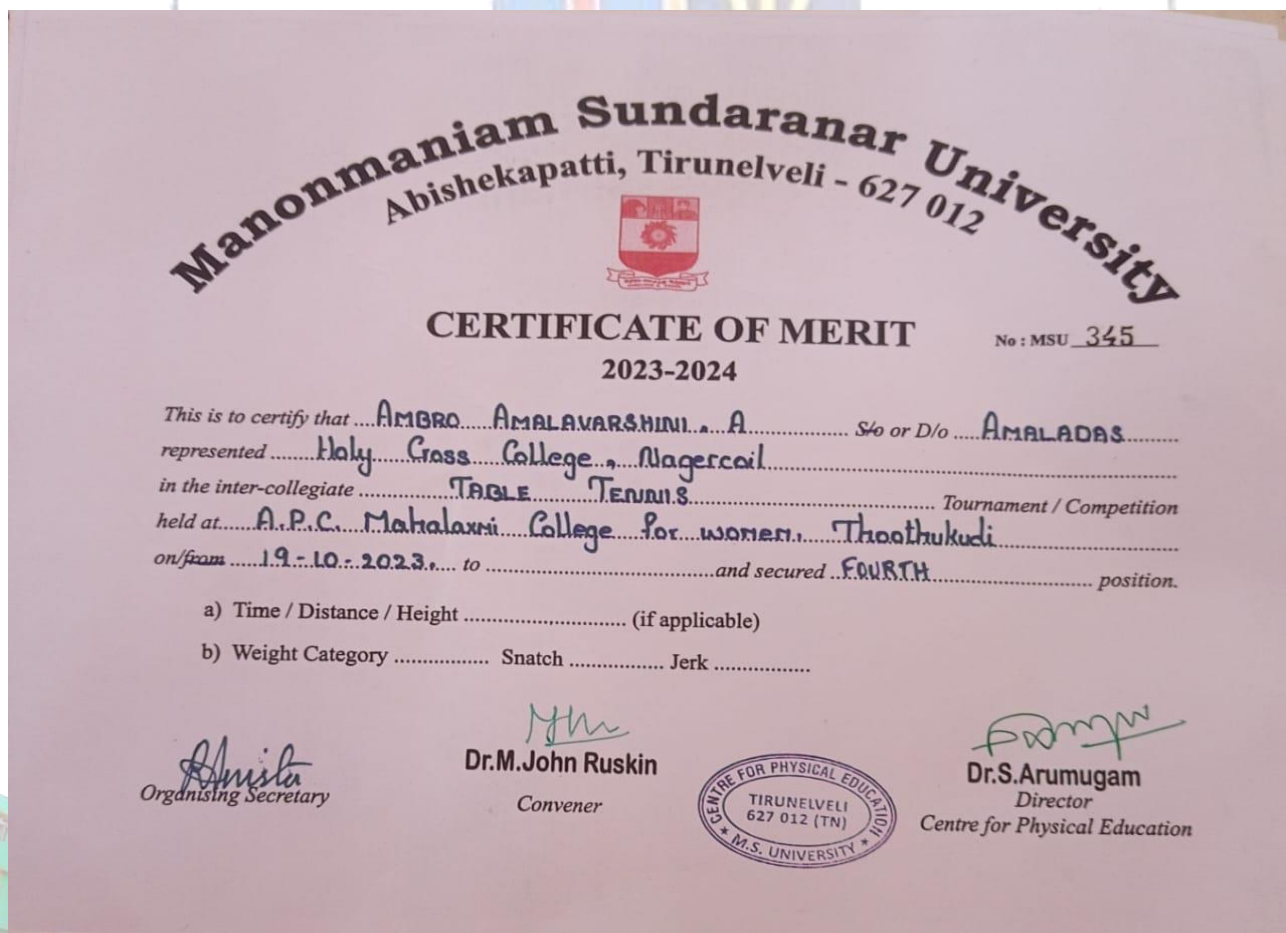 Manonmaniam Sundaranar University
Abishekapatti, Tirunelveli - 627 012
CERTIFICATE OF MERIT
No : MSU 345
2023-2024
This is to certify that ....AMBRO AMALAVARSHINI. A.......... S/o or D/o .....AMALADAS..........
represented ........Holy Cross College, Nagercoil..........
in the inter-collegiate ..........TABLE TENNIS.......... Tournament / Competition
held at......A.P.C. Mahalaxmi College for women, Thoothukudi..........
on/from ......19-10-2023..... to ..........and secured ..FOURTH.......... position.
a) Time / Distance / Height .......... (if applicable)
b) Weight Category ................ Snatch ................ Jerk ................
Organising Secretary
Dr.M.John Ruskin
Convener
CENTRE FOR PHYSICAL EDUCATION
TIRUNELVELI
627 012 (TN)
★ M.S. UNIVERSITY ★
Dr.S.Arumugam
Director
Centre for Physical Education